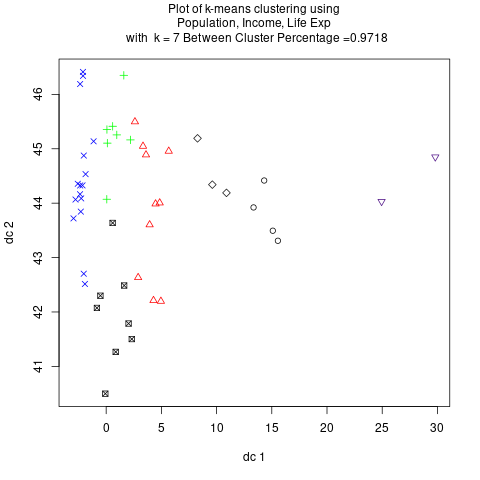 Plot of k-means clustering using
Population, Income, Life Exp
with k = 7 Between Cluster Percentage =0.9718
46
45
44
43
42
41
dc 2
0 5 10 15 20 25 30
dc 1